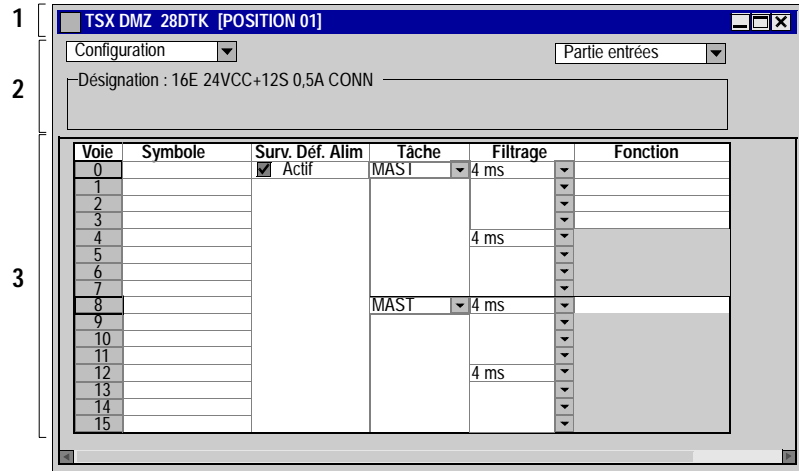 1
TSX DMZ 28DTK [POSITION 01]
2
Configuration
Partie entrées
Désignation : 16E 24VCC+12S 0,5A CONN
3
Voie Symbole Surv. Déf. Alim Tâche Filtrage Fonction
0 Actif MAST 4 ms
1
2
3
4 4 ms
5
6
7
8 MAST 4 ms
9
10
11
12 4 ms
13
14
15